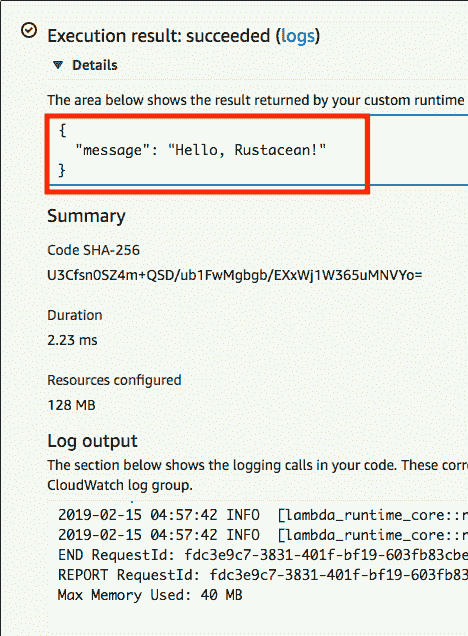 Execution result: succeeded (logs)
Details
The area below shows the result returned by your custom runtime
{
"message": "Hello, Rustacean!"
}
Summary
Code SHA-256
U3Cfsn0SZ4m+QSD/ub1FwMgbgb/EXxWj1W365uMNVYo=
Duration
2.23 ms
Resources configured
128 MB
Log output
The section below shows the logging calls in your code. These corre
CloudWatch log group.
2019-02-15 04:57:42 INFO [lambda_runtime_core::r
2019-02-15 04:57:42 INFO [lambda_runtime_core::r
END RequestId: fdc3e9c7-3831-401f-bf19-603fb83cbe
REPORT RequestId: fdc3e9c7-3831-401f-bf19-603fb83
Max Memory Used: 40 MB